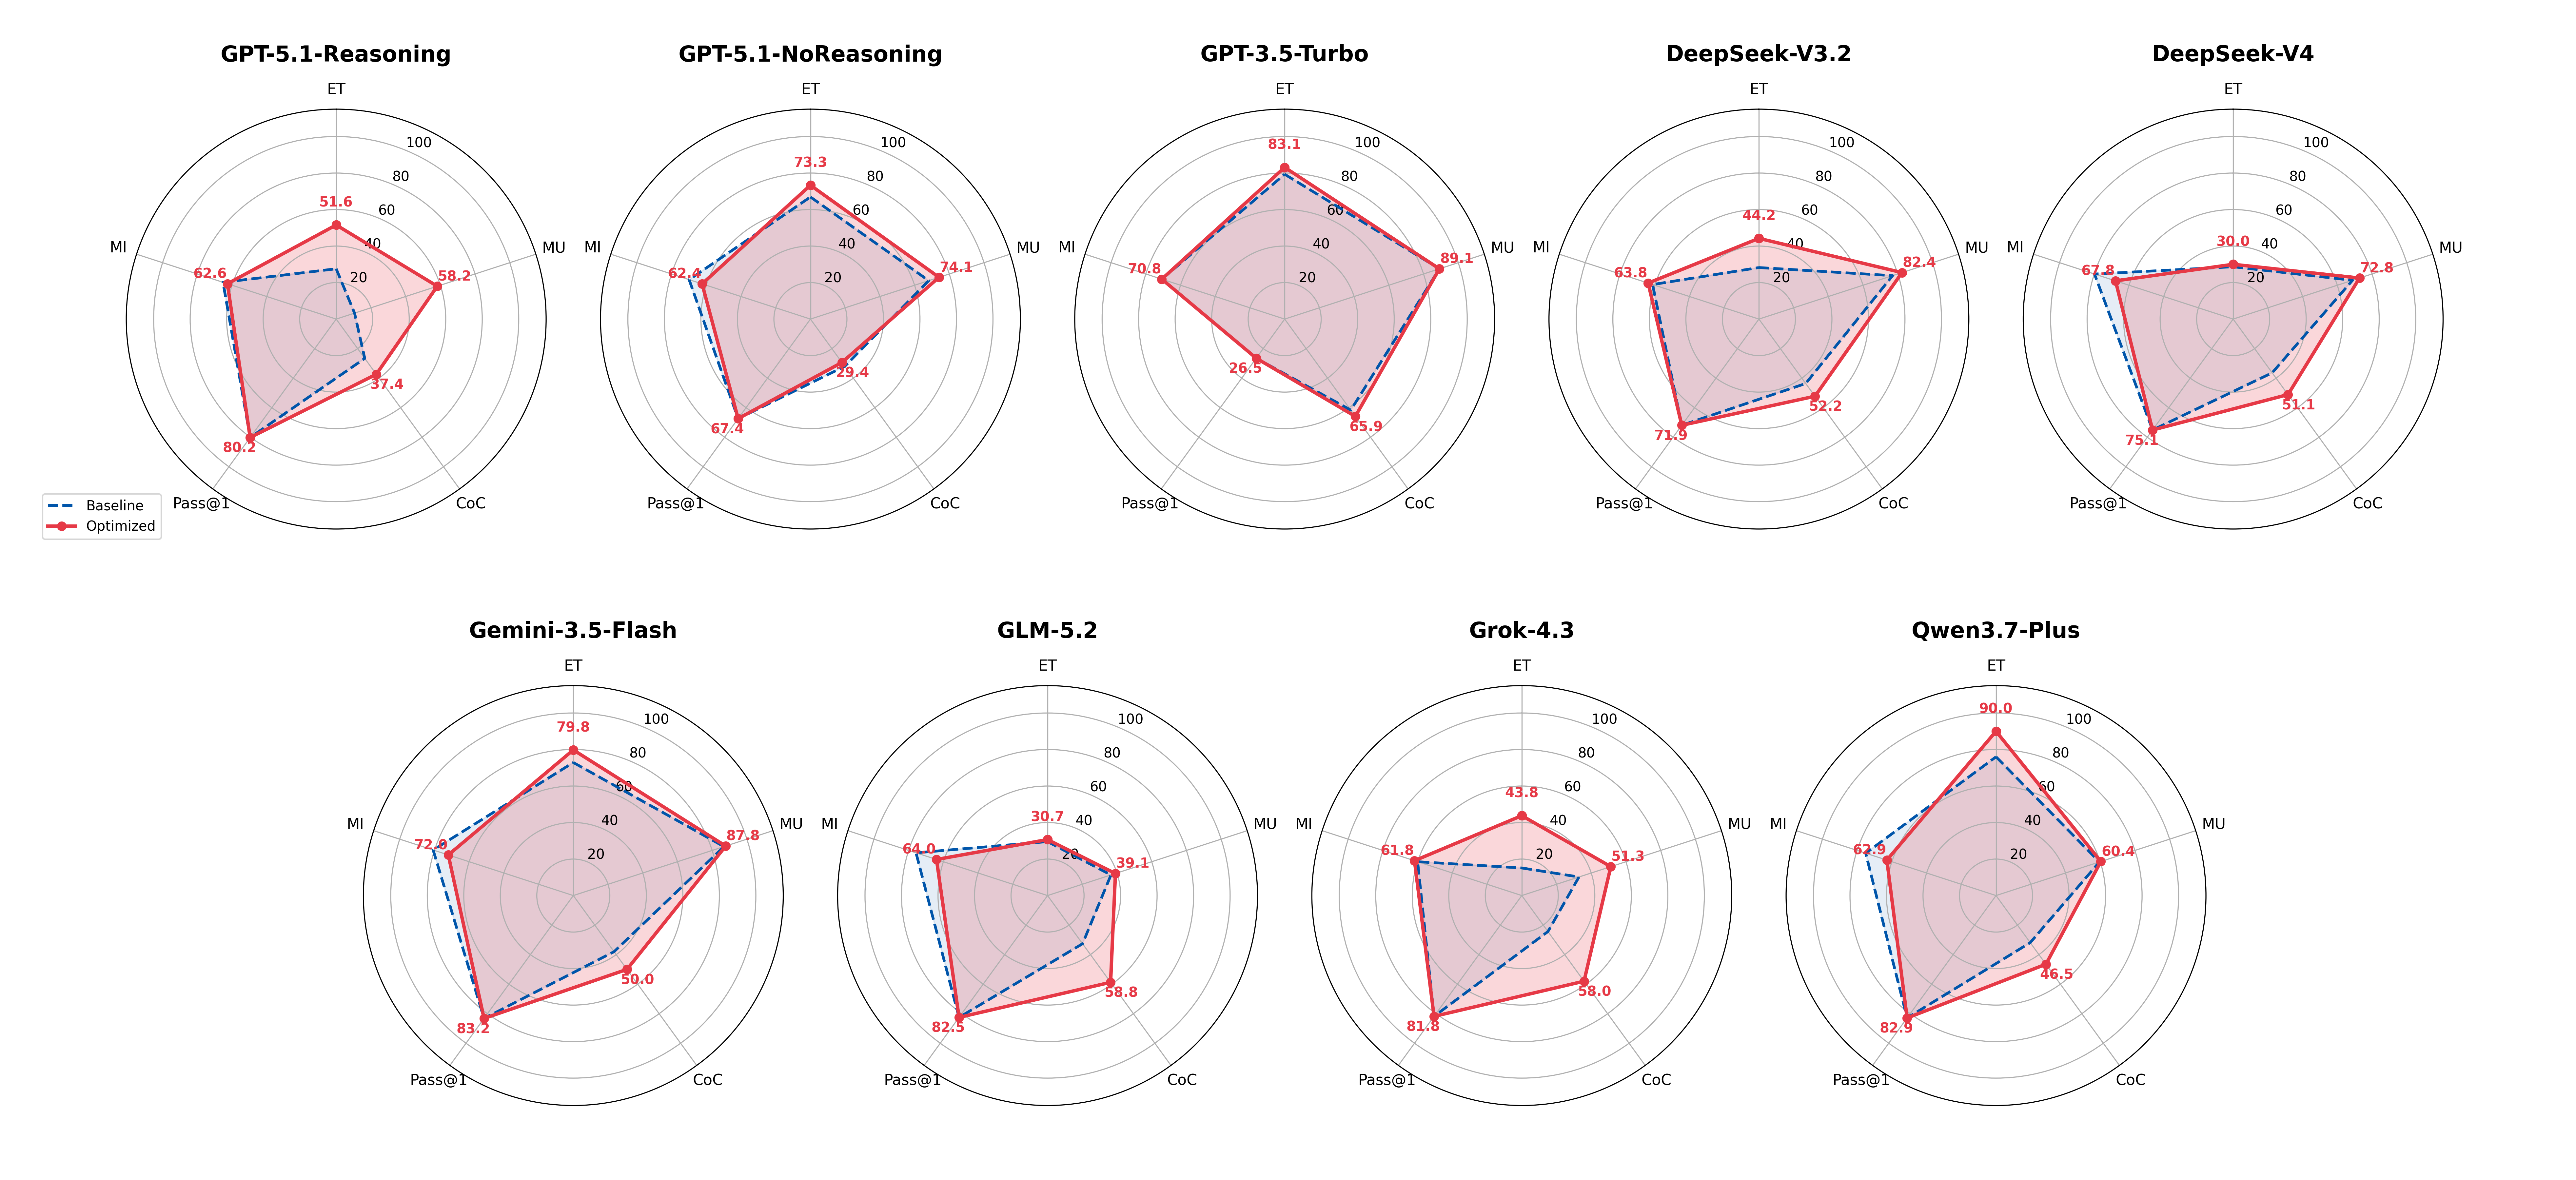 GPT-5.1-Reasoning
ET
100
80
60
40
20
51.6
MI
MU
62.6
58.2
37.4
80.2
Pass@1
CoC
Baseline
Optimized
GPT-5.1-NoReasoning
ET
100
80
60
40
20
73.3
MI
MU
62.4
74.1
29.4
67.4
Pass@1
CoC
GPT-3.5-Turbo
ET
100
80
60
40
20
83.1
MI
MU
70.8
89.1
26.5
65.9
Pass@1
CoC
DeepSeek-V3.2
ET
100
80
60
40
20
44.2
MI
MU
63.8
82.4
52.2
71.9
Pass@1
CoC
DeepSeek-V4
ET
100
80
60
40
20
30.0
MI
MU
67.8
72.8
51.1
75.1
Pass@1
CoC
Gemini-3.5-Flash
ET
100
80
60
40
20
79.8
MI
MU
72.0
87.8
50.0
83.2
Pass@1
CoC
GLM-5.2
ET
100
80
60
40
20
30.7
MI
MU
64.0
39.1
58.8
82.5
Pass@1
CoC
Grok-4.3
ET
100
80
60
40
20
43.8
MI
MU
61.8
51.3
58.0
81.8
Pass@1
CoC
Qwen3.7-Plus
ET
100
80
60
40
20
90.0
MI
MU
62.9
60.4
46.5
82.9
Pass@1
CoC